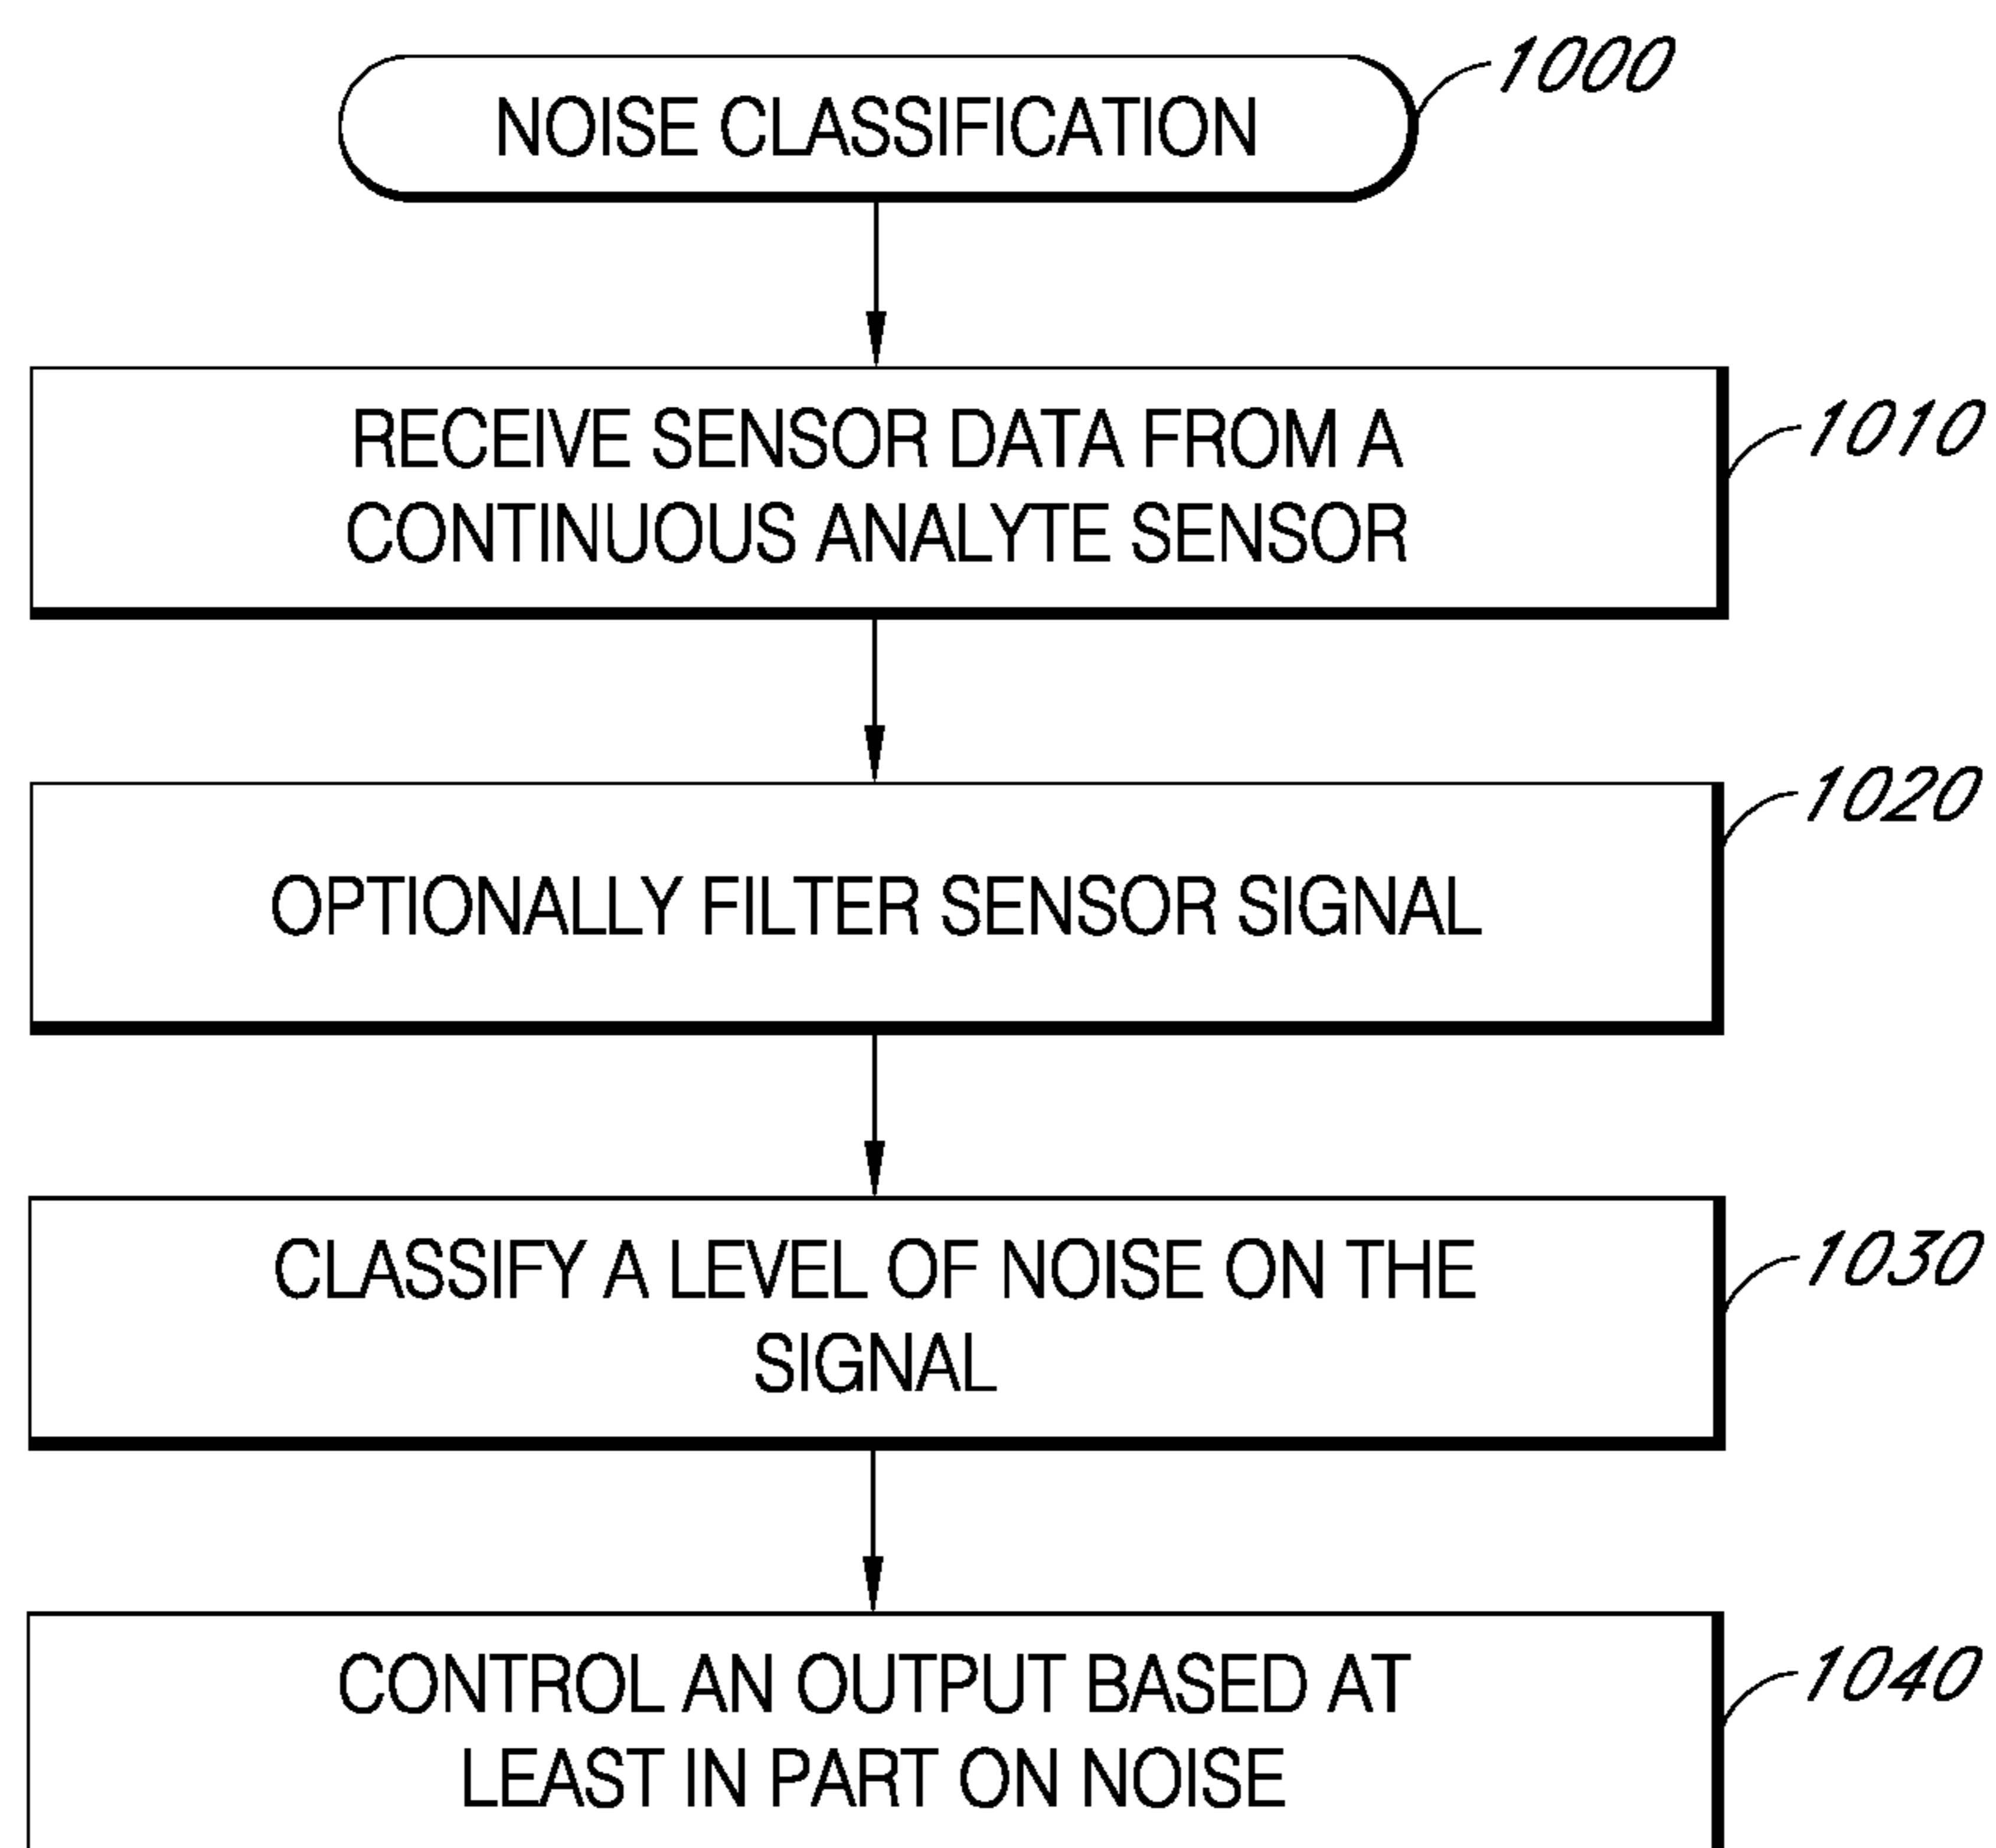 NOISE CLASSIFICATION
1000
RECEIVE SENSOR DATA FROM A
CONTINUOUS ANALYTE SENSOR
1010
OPTIONALLY FILTER SENSOR SIGNAL
1020
CLASSIFY A LEVEL OF NOISE ON THE
SIGNAL
1030
CONTROL AN OUTPUT BASED AT
LEAST IN PART ON NOISE
1040